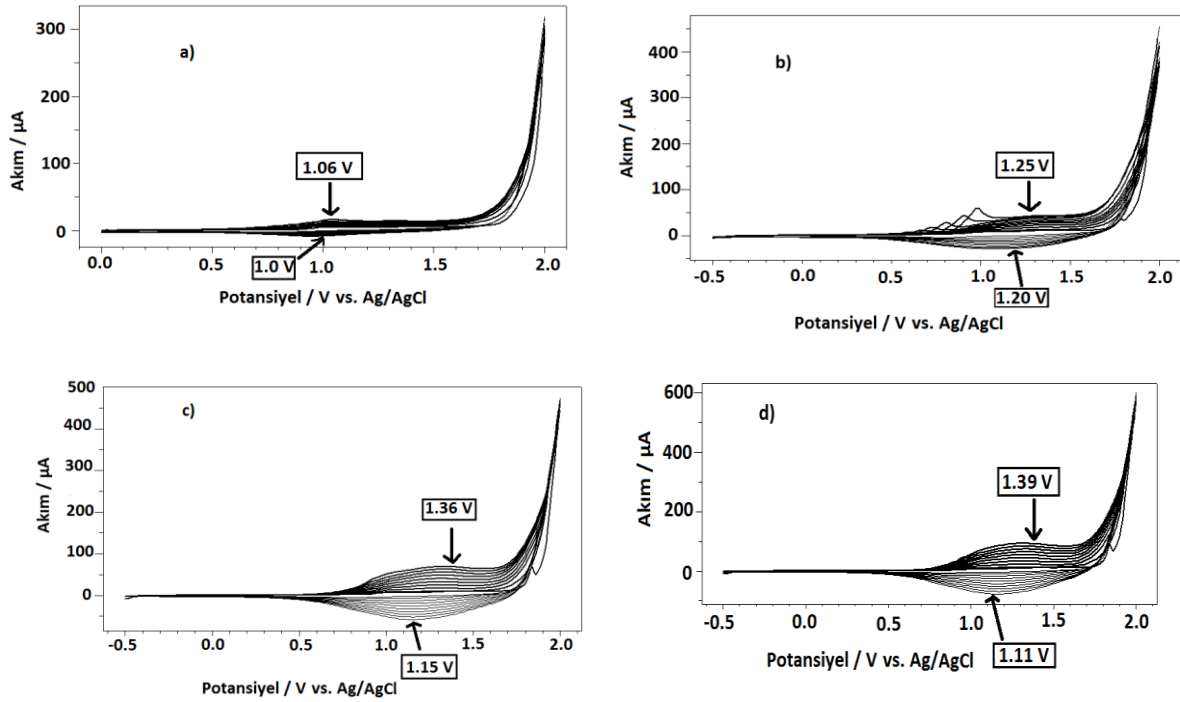 a)
Akım / µA
300
200
100
0
1.06 V
1.0 V
0.0
0.5
1.0
1.5
2.0
Potansiyel / V vs. Ag/AgCl
b)
Akım / µA
400
300
200
100
0
1.25 V
1.20 V
-0.5
0.0
0.5
1.0
1.5
2.0
Potansiyel / V vs. Ag/AgCl
c)
Akım / µA
500
400
300
200
100
0
1.36 V
1.15 V
-0.5
0.0
0.5
1.0
1.5
2.0
Potansiyel / V vs. Ag/AgCl
d)
Akım / µA
600
400
200
0
1.39 V
1.11 V
-0.5
0.0
0.5
1.0
1.5
2.0
Potansiyel / V vs. Ag/AgCl